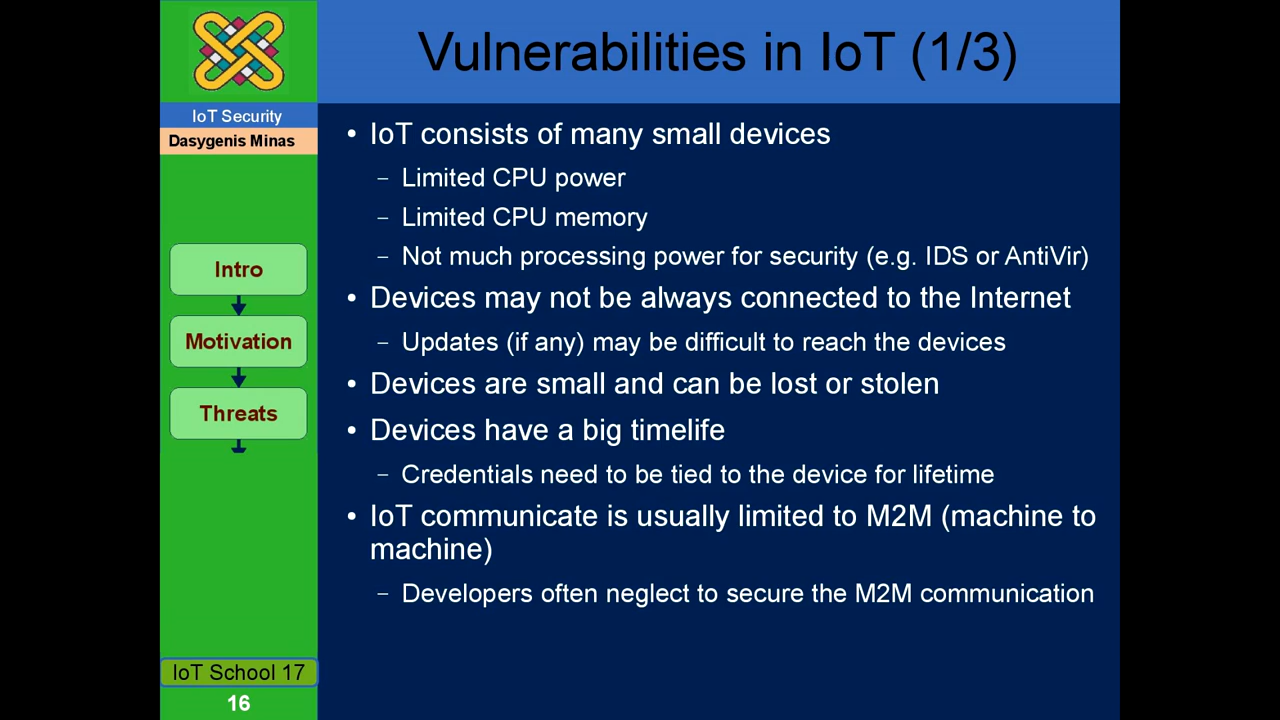 Vulnerabilities in IoT (1/3)
IoT Security
Dasygenis Minas
Intro
Motivation
Threats
IoT School 17
16
• IoT consists of many small devices
– Limited CPU power
– Limited CPU memory
– Not much processing power for security (e.g. IDS or AntiVir)
• Devices may not be always connected to the Internet
– Updates (if any) may be difficult to reach the devices
• Devices are small and can be lost or stolen
• Devices have a big timelife
– Credentials need to be tied to the device for lifetime
• IoT communicate is usually limited to M2M (machine to
machine)
– Developers often neglect to secure the M2M communication